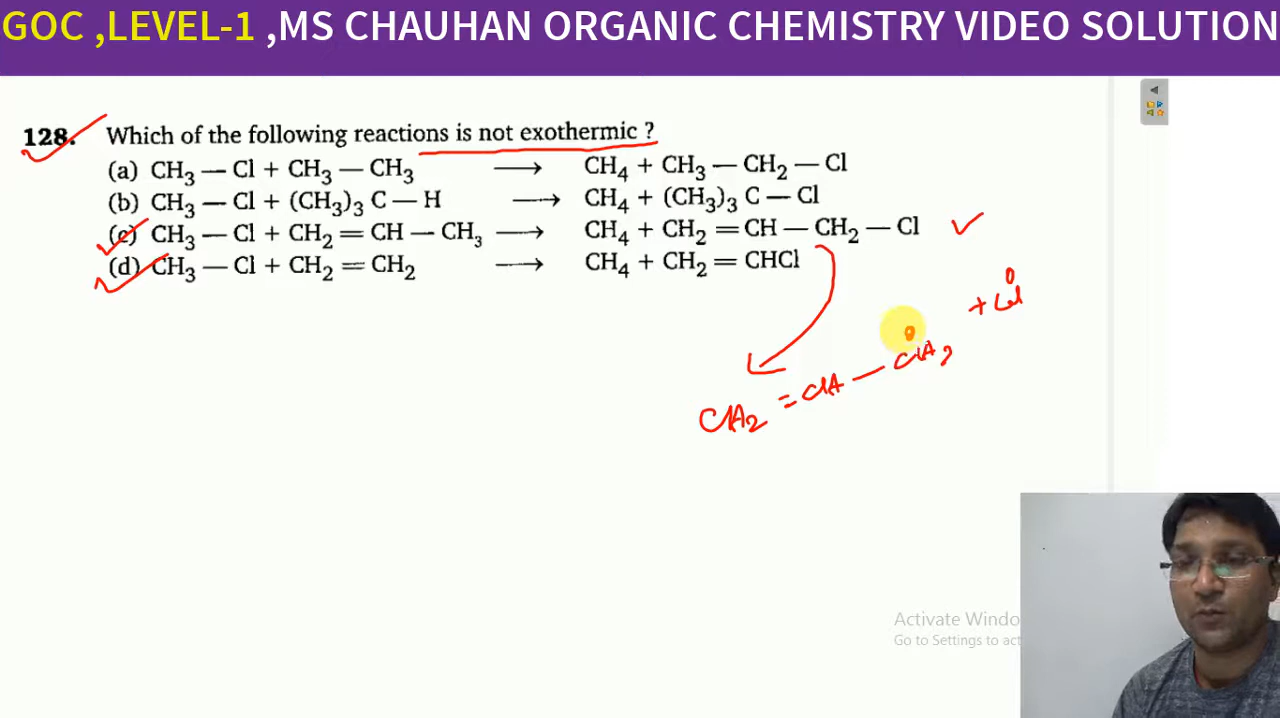 GOC ,LEVEL-1 ,MS CHAUHAN ORGANIC CHEMISTRY VIDEO SOLUTION
128. Which of the following reactions is not exothermic ?
(a) CH₃ — Cl + CH₃ — CH₃ ⟶ CH₄ + CH₃ — CH₂ — Cl
(b) CH₃ — Cl + (CH₃)₃ C — H ⟶ CH₄ + (CH₃)₃ C — Cl
(c) CH₃ — Cl + CH₂ = CH — CH₃ ⟶ CH₄ + CH₂ = CH — CH₂ — Cl
(d) CH₃ — Cl + CH₂ = CH₂ ⟶ CH₄ + CH₂ = CHCl
CH₂ = CH — CH₂ + Cl
Activate Windo
Go to Settings to act